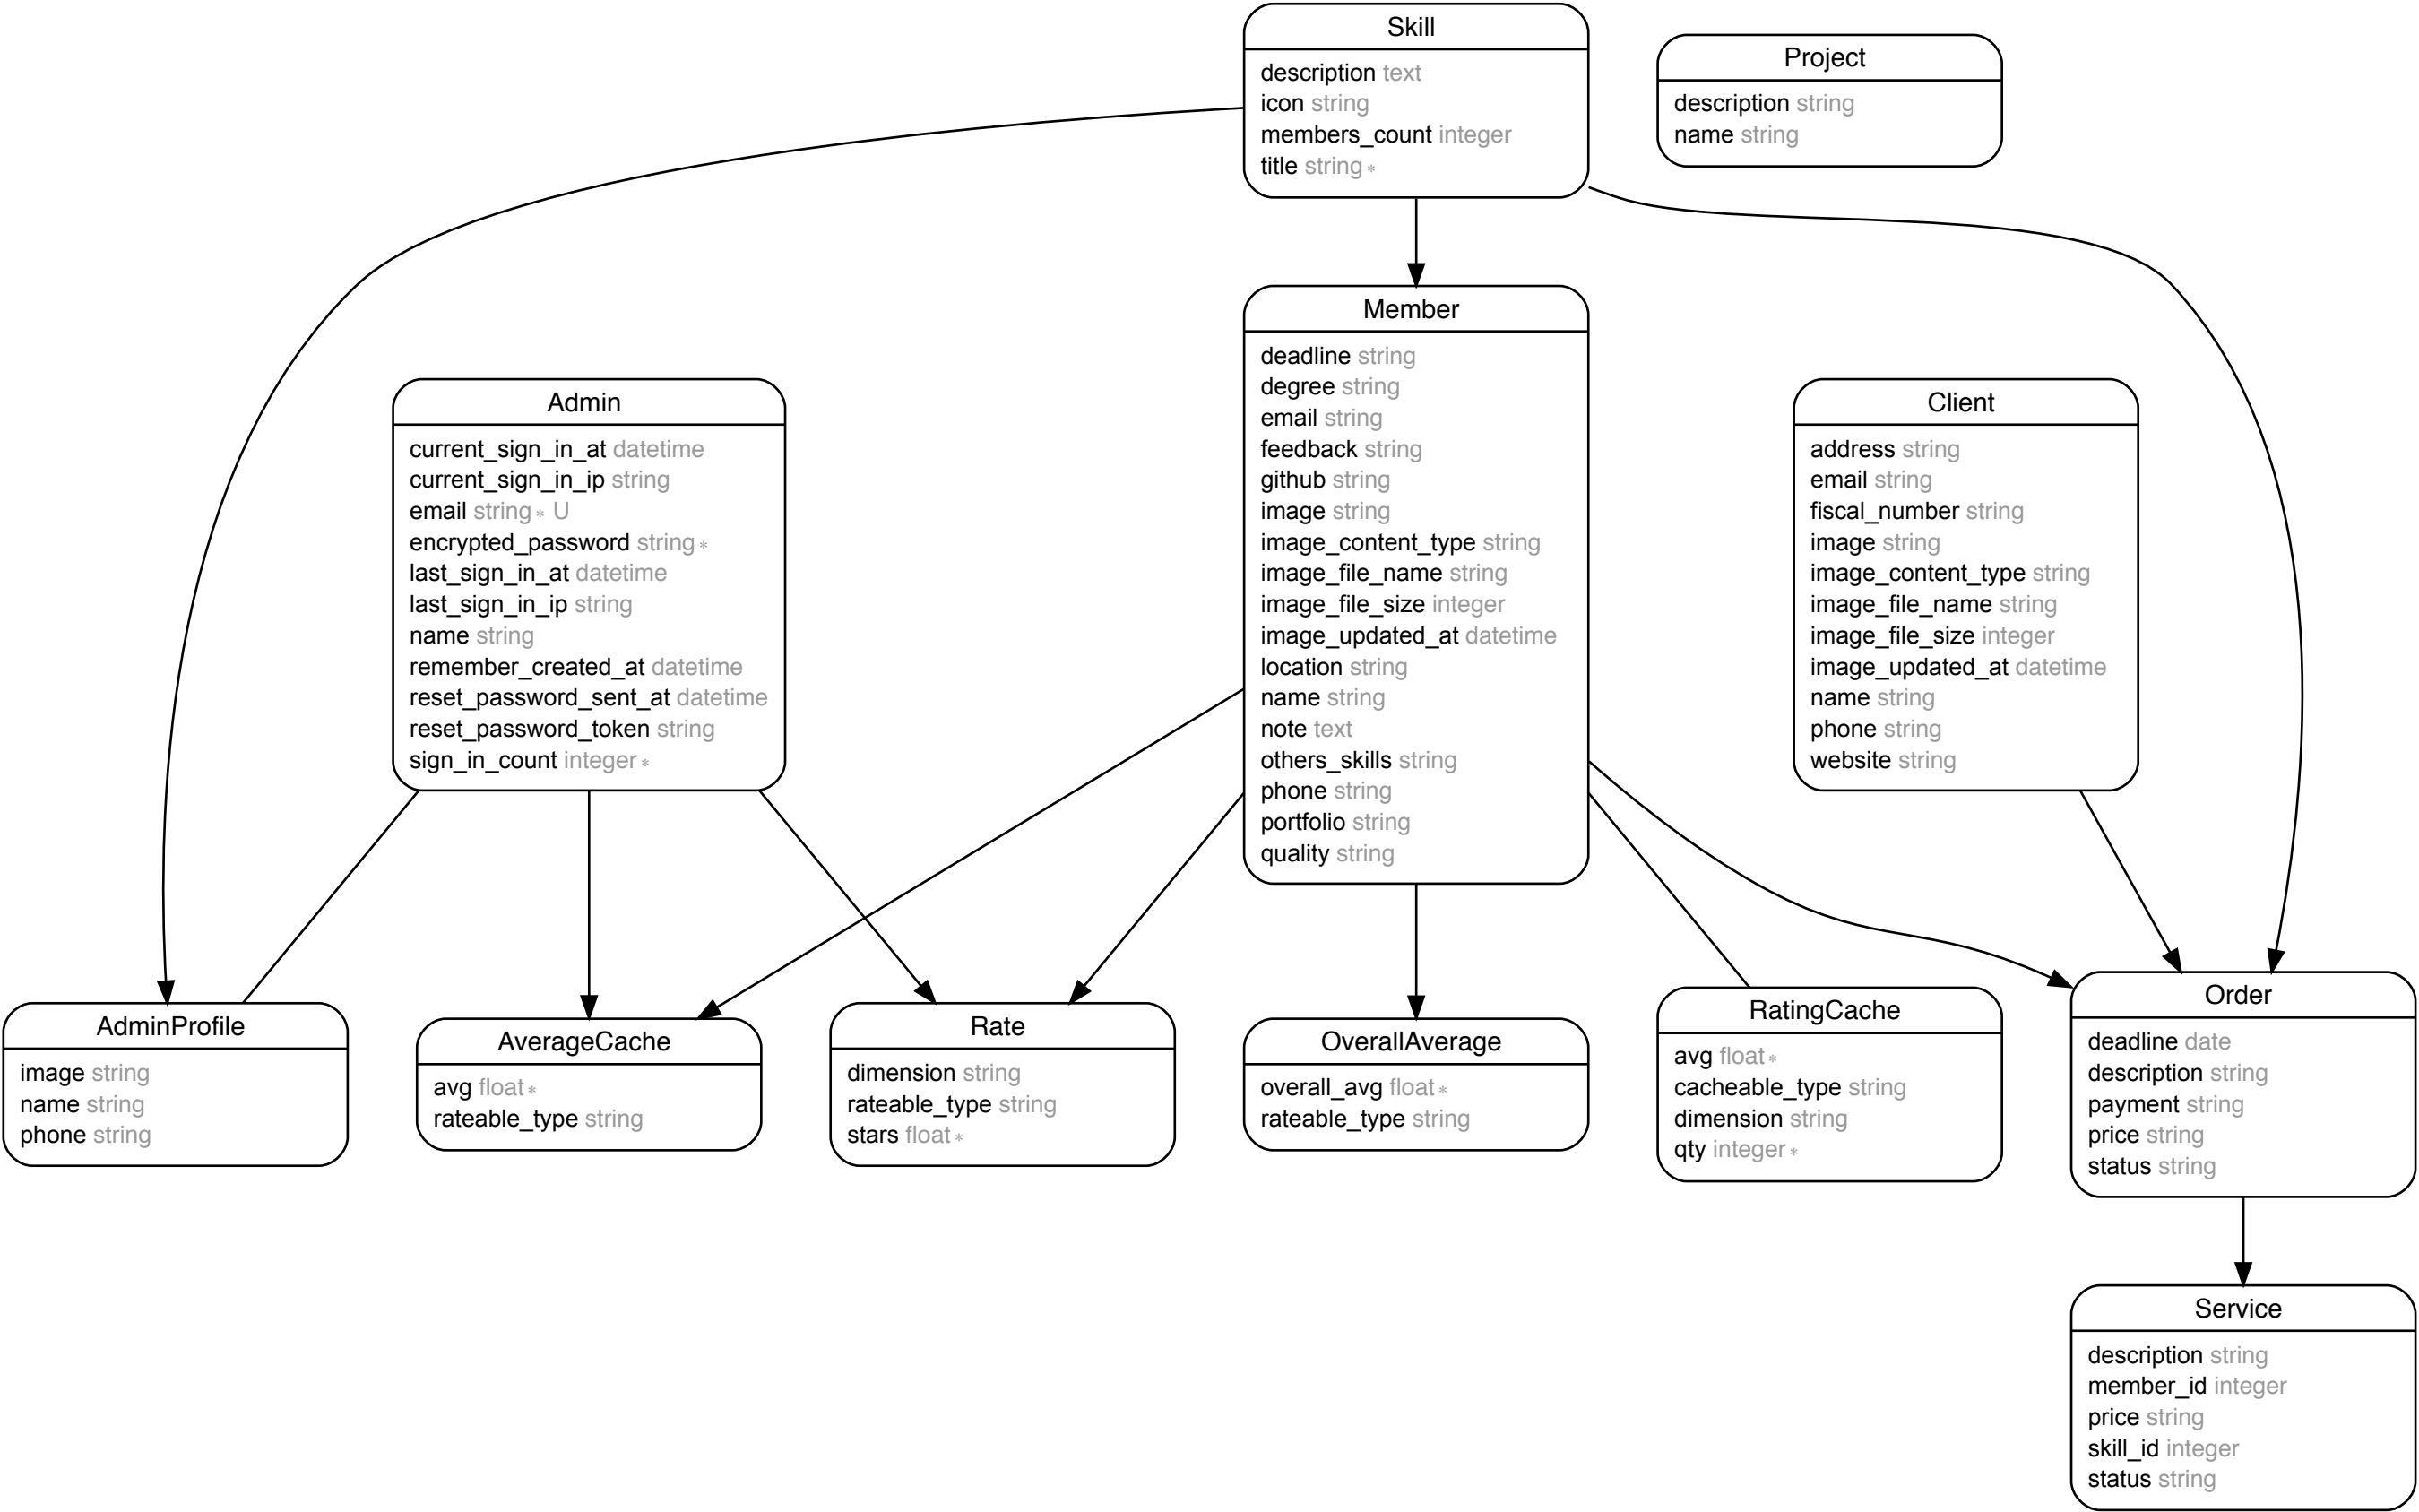 Skill
description text
icon string
members_count integer
title string∗
Project
description string
name string
Member
deadline string
degree string
email string
feedback string
github string
image string
image_content_type string
image_file_name string
image_file_size integer
image_updated_at datetime
location string
name string
note text
others_skills string
phone string
portfolio string
quality string
Admin
current_sign_in_at datetime
current_sign_in_ip string
email string∗ U
encrypted_password string∗
last_sign_in_at datetime
last_sign_in_ip string
name string
remember_created_at datetime
reset_password_sent_at datetime
reset_password_token string
sign_in_count integer∗
Client
address string
email string
fiscal_number string
image string
image_content_type string
image_file_name string
image_file_size integer
image_updated_at datetime
name string
phone string
website string
AdminProfile
image string
name string
phone string
AverageCache
avg float∗
rateable_type string
Rate
dimension string
rateable_type string
stars float∗
OverallAverage
overall_avg float∗
rateable_type string
RatingCache
avg float∗
cacheable_type string
dimension string
qty integer∗
Order
deadline date
description string
payment string
price string
status string
Service
description string
member_id integer
price string
skill_id integer
status string